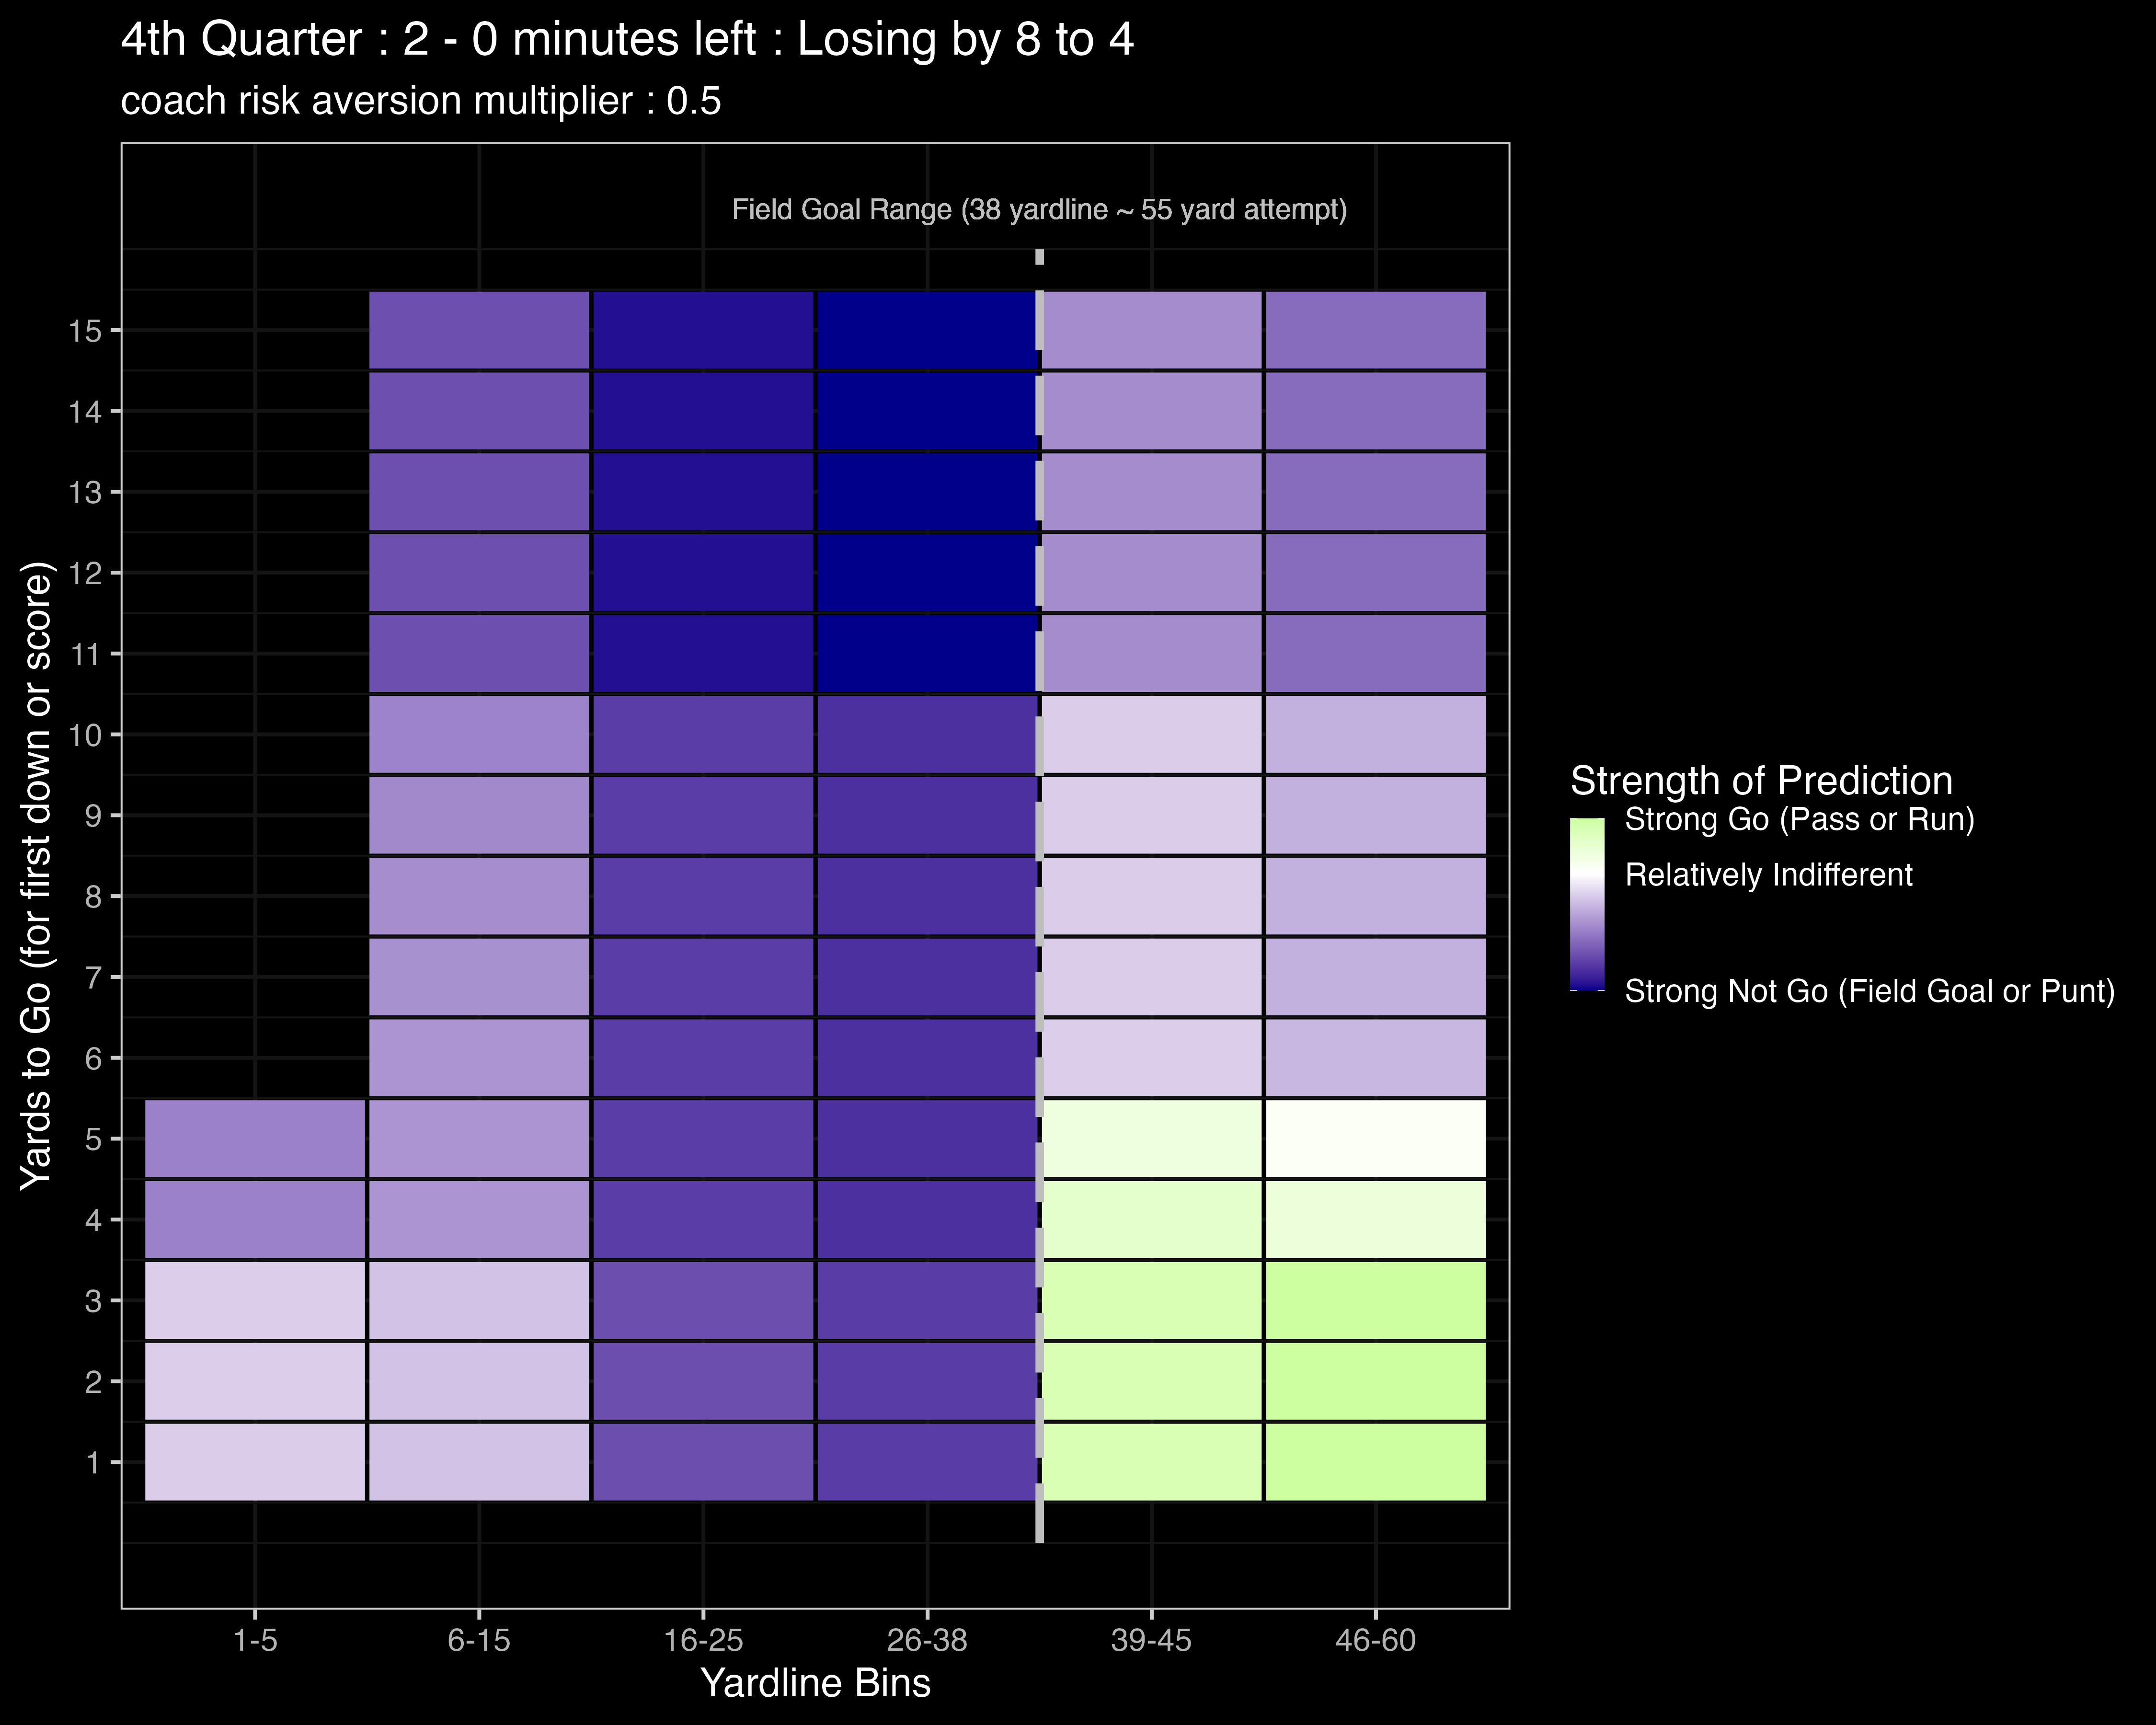 4th Quarter : 2 - 0 minutes left : Losing by 8 to 4
coach risk aversion multiplier : 0.5
Field Goal Range (38 yardline ~ 55 yard attempt)
Yards to Go (for first down or score)
15
14
13
12
11
10
9
8
7
6
5
4
3
2
1
1-5
6-15
16-25
26-38
39-45
46-60
Yardline Bins
Strength of Prediction
Strong Go (Pass or Run)
Relatively Indifferent
Strong Not Go (Field Goal or Punt)